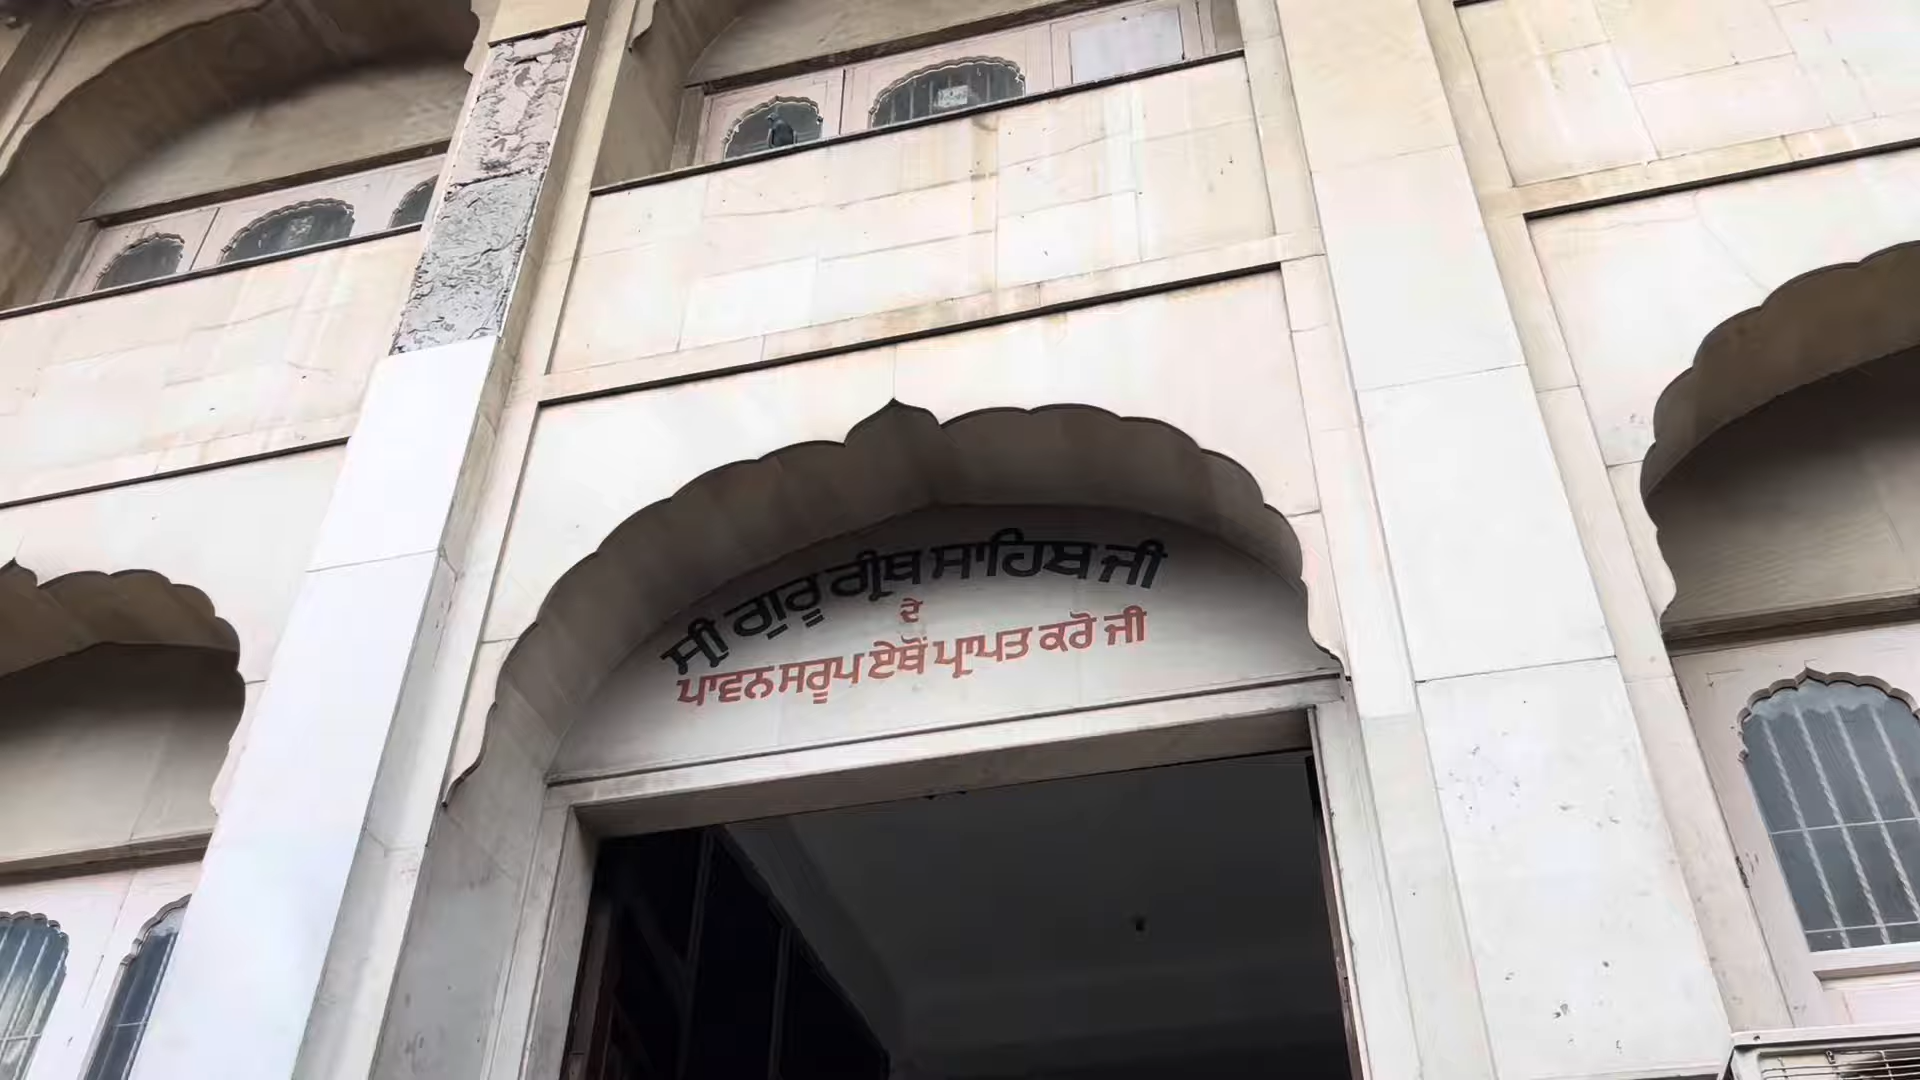 ਸ੍ਰੀ ਗੁਰੂ ਗ੍ਰੰਥ ਸਾਹਿਬ ਜੀ
ਦੇ
ਪਾਵਨ ਸਰੂਪ ਏਥੋਂ ਪ੍ਰਾਪਤ ਕਰੋ ਜੀ